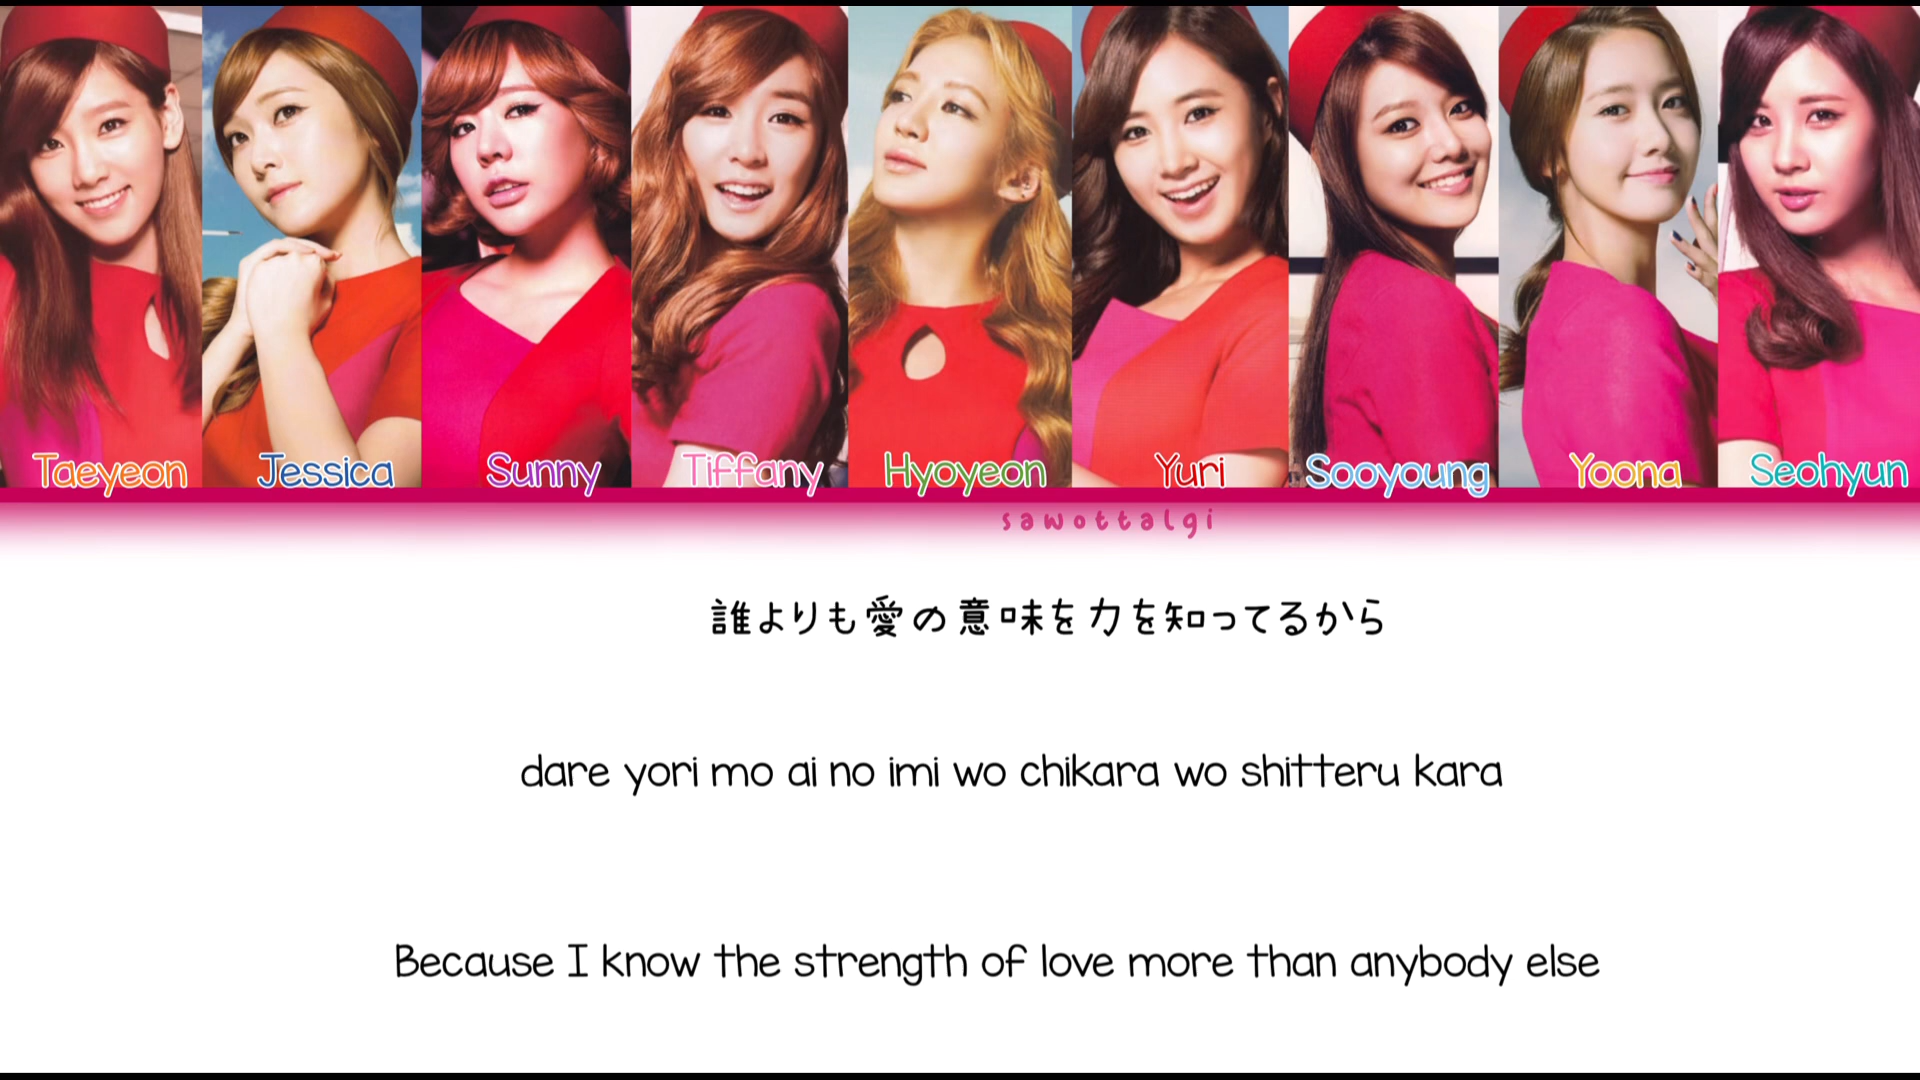 Taeyeon Jessica Sunny Tiffany Hyoyeon Yuri Sooyoung Yoona Seohyun
sawottalgi
誰よりも愛の意味を力を知ってるから
dare yori mo ai no imi wo chikara wo shitteru kara
Because I know the strength of love more than anybody else